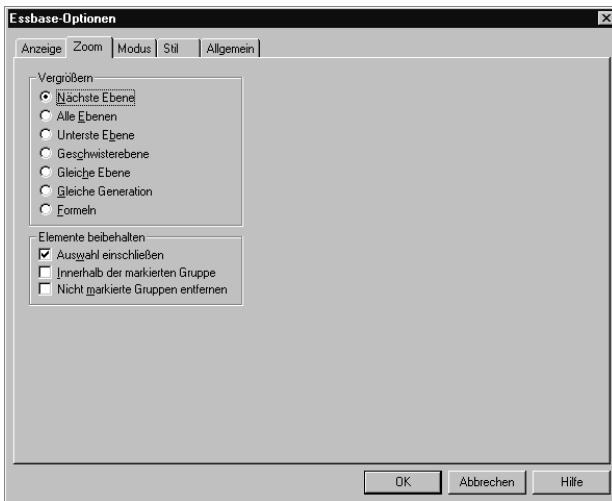 Essbase-Optionen
Anzeige Zoom Modus Stil Allgemein
Vergrößern
Nächste Ebene
Alle Ebenen
Unterste Ebene
Geschwisterebene
Gleiche Ebene
Gleiche Generation
Formeln
Elemente beibehalten
Auswahl einschließen
Innerhalb der markierten Gruppe
Nicht markierte Gruppen entfernen
OK Abbrechen Hilfe